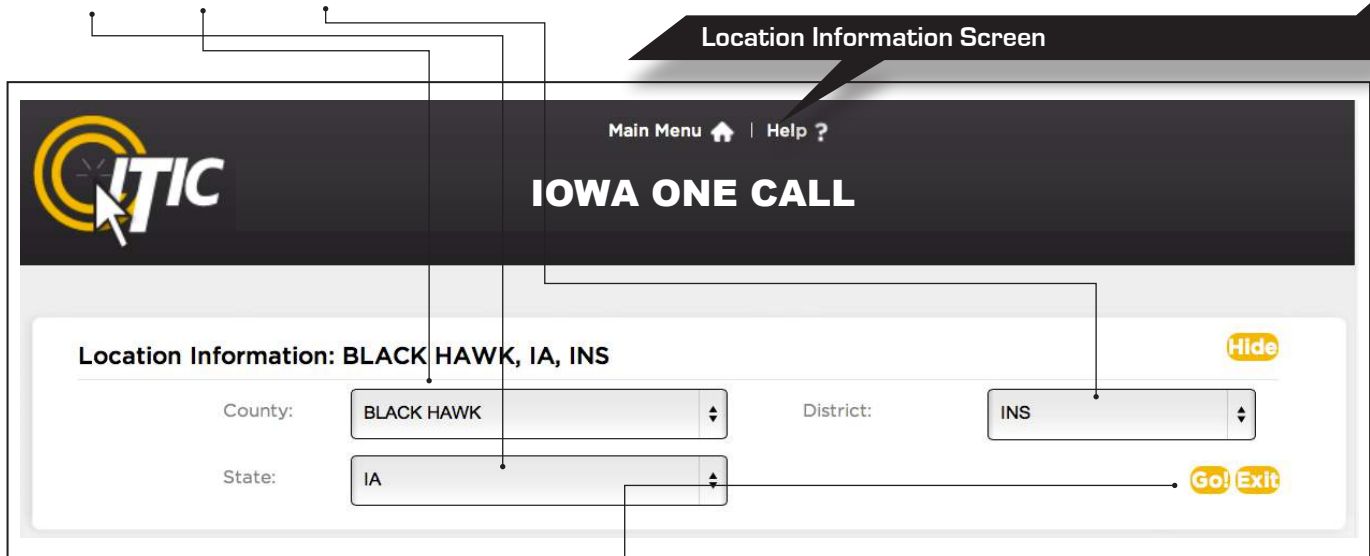 Location Information Screen
Main Menu | Help ?
ITIC
IOWA ONE CALL
Location Information: BLACK HAWK, IA, INS
Hide
County: BLACK HAWK District: INS
State: IA Go! Exit